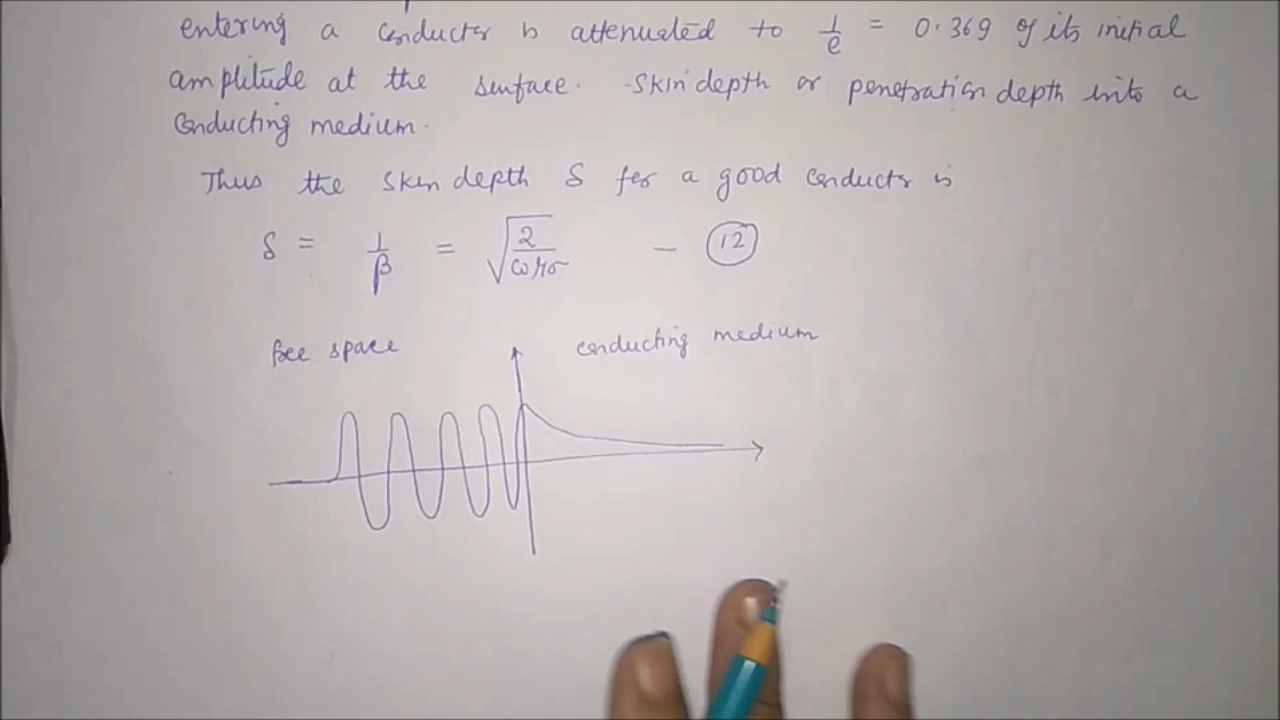 entering a conductor is attenuated to 1/e = 0.369 of its initial
amplitude at the surface. Skin depth or penetration depth into a
conducting medium.
Thus the skin depth δ for a good conductor is
δ = 1/β = √(2/ωμσ) — (12)
free space conducting medium